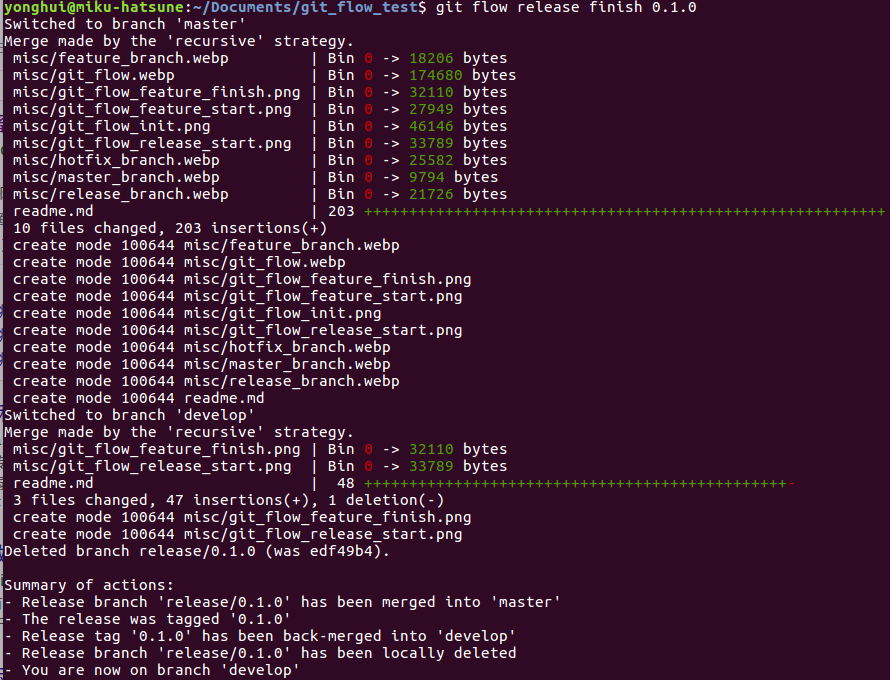 yonghui@miku-hatsune:~/Documents/git_flow_test$ git flow release finish 0.1.0
Switched to branch 'master'
Merge made by the 'recursive' strategy.
 misc/feature_branch.webp         | Bin 0 -> 18206 bytes
 misc/git_flow.webp               | Bin 0 -> 174680 bytes
 misc/git_flow_feature_finish.png | Bin 0 -> 32110 bytes
 misc/git_flow_feature_start.png  | Bin 0 -> 27949 bytes
 misc/git_flow_init.png           | Bin 0 -> 46146 bytes
 misc/git_flow_release_start.png  | Bin 0 -> 33789 bytes
 misc/hotfix_branch.webp          | Bin 0 -> 25582 bytes
 misc/master_branch.webp          | Bin 0 -> 9794 bytes
 misc/release_branch.webp         | Bin 0 -> 21726 bytes
 readme.md                        | 203 ++++++++++++++++++++++++++++++++++++++++++++++++++++++++++
 10 files changed, 203 insertions(+)
 create mode 100644 misc/feature_branch.webp
 create mode 100644 misc/git_flow.webp
 create mode 100644 misc/git_flow_feature_finish.png
 create mode 100644 misc/git_flow_feature_start.png
 create mode 100644 misc/git_flow_init.png
 create mode 100644 misc/git_flow_release_start.png
 create mode 100644 misc/hotfix_branch.webp
 create mode 100644 misc/master_branch.webp
 create mode 100644 misc/release_branch.webp
 create mode 100644 readme.md
Switched to branch 'develop'
Merge made by the 'recursive' strategy.
 misc/git_flow_feature_finish.png | Bin 0 -> 32110 bytes
 misc/git_flow_release_start.png  | Bin 0 -> 33789 bytes
 readme.md                        |  48 +++++++++++++++++++++++++++++++++++++++++++++++-
 3 files changed, 47 insertions(+), 1 deletion(-)
 create mode 100644 misc/git_flow_feature_finish.png
 create mode 100644 misc/git_flow_release_start.png
Deleted branch release/0.1.0 (was edf49b4).

Summary of actions:
- Release branch 'release/0.1.0' has been merged into 'master'
- The release was tagged '0.1.0'
- Release tag '0.1.0' has been back-merged into 'develop'
- Release branch 'release/0.1.0' has been locally deleted
- You are now on branch 'develop'